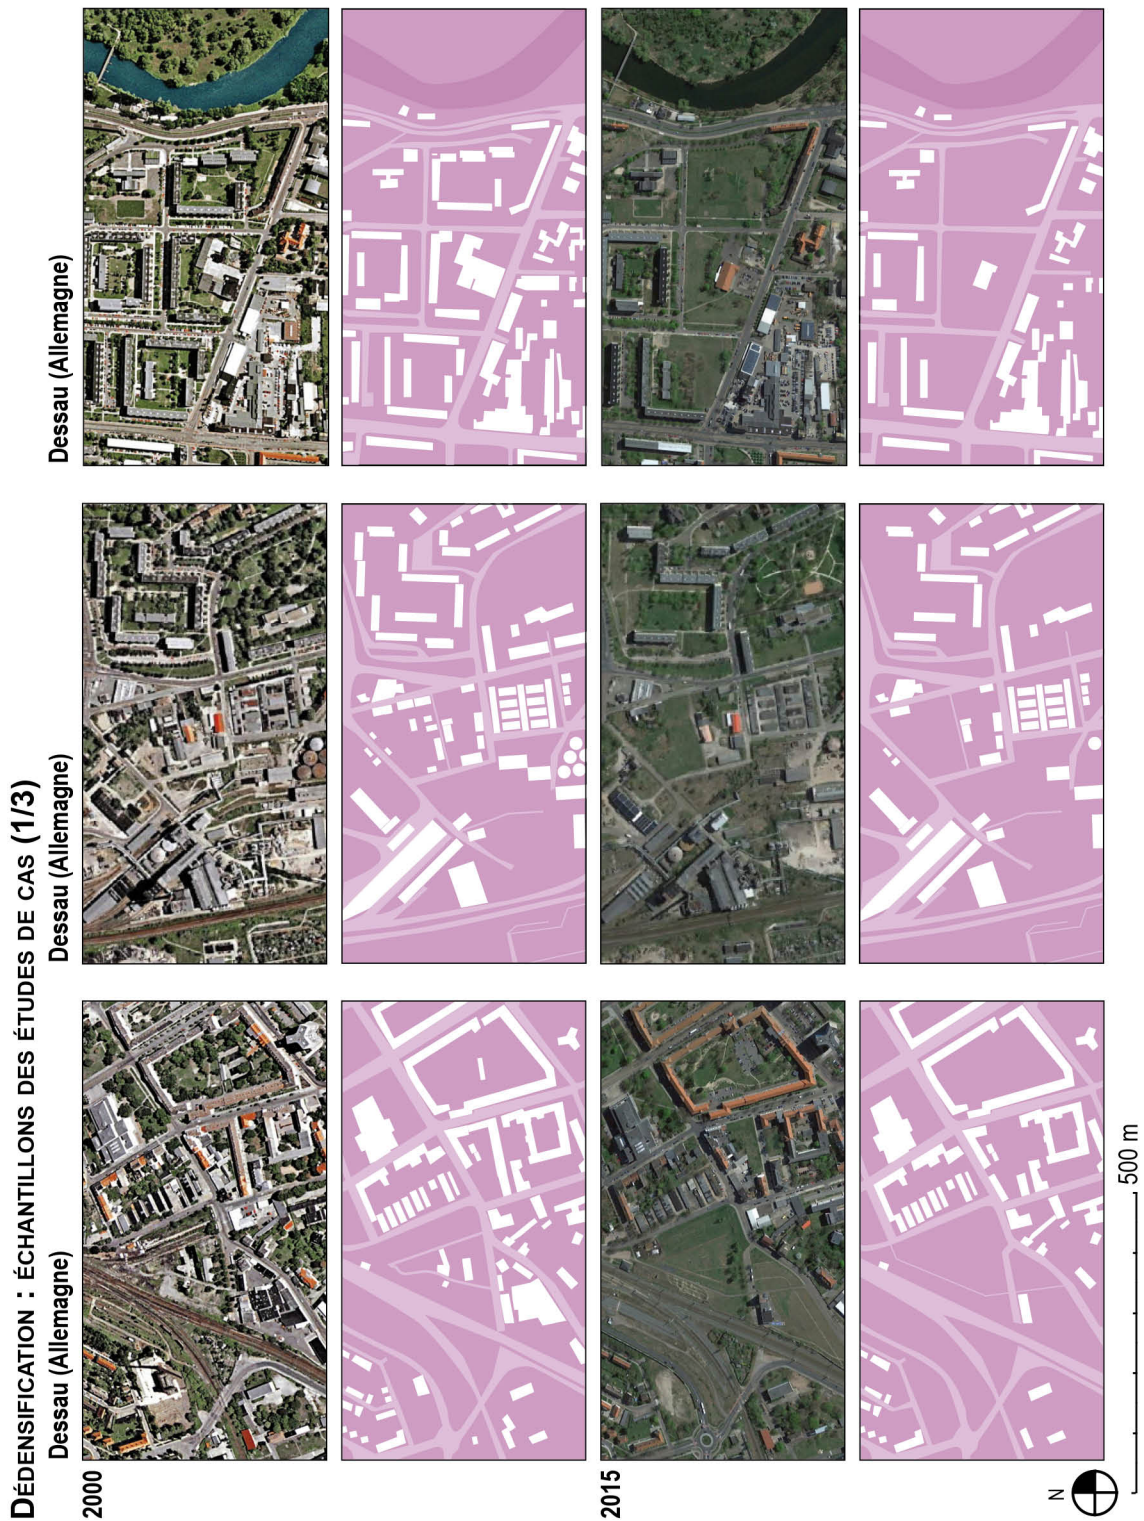 DÉDENSIFICATION : ÉCHANTILLONS DES ÉTUDES DE CAS (1/3)
Dessau (Allemagne)
Dessau (Allemagne)
Dessau (Allemagne)
2000
2015
N
500 m